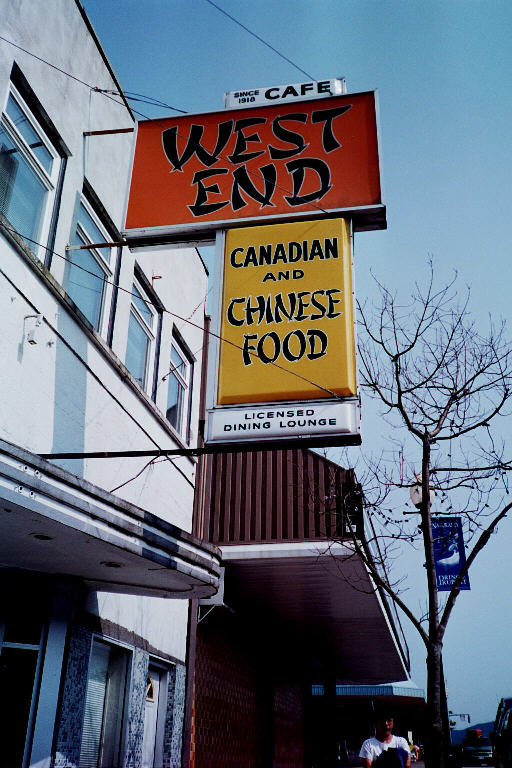 SINCE 1918 CAFE
WEST
END
CANADIAN
AND
CHINESE
FOOD
LICENSED
DINING LOUNGE